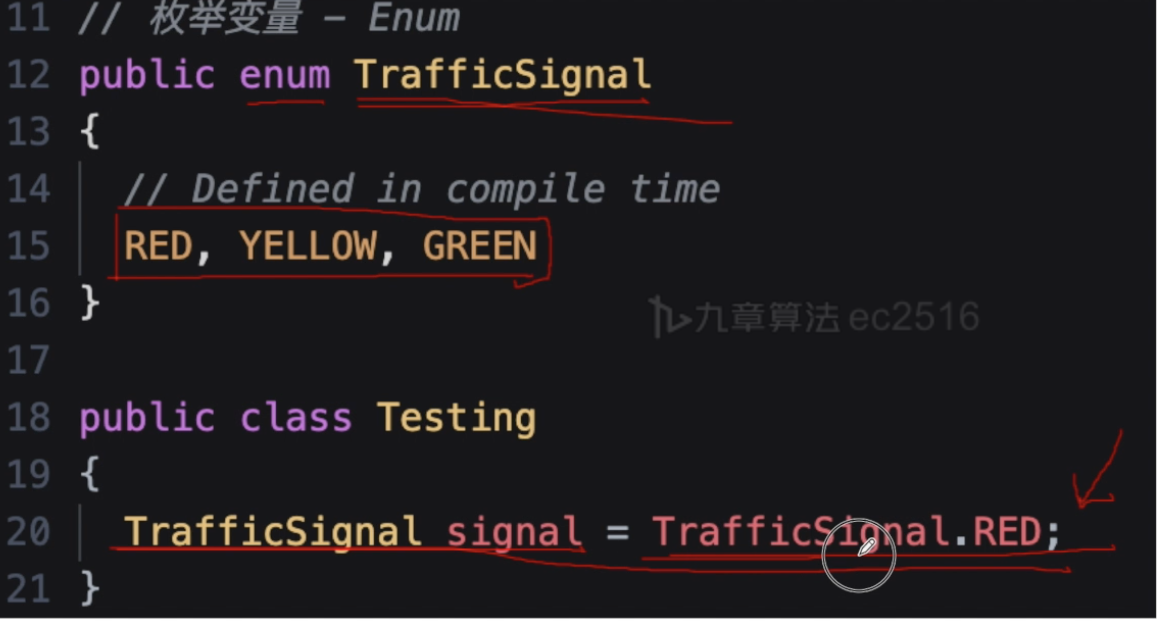 11 // 枚举变量 – Enum
12 public enum TrafficSignal
13 {
14 // Defined in compile time
15 RED, YELLOW, GREEN
16 }
九章算法 ec2516
17
18 public class Testing
19 {
20 TrafficSignal signal = TrafficSignal.RED;
21 }